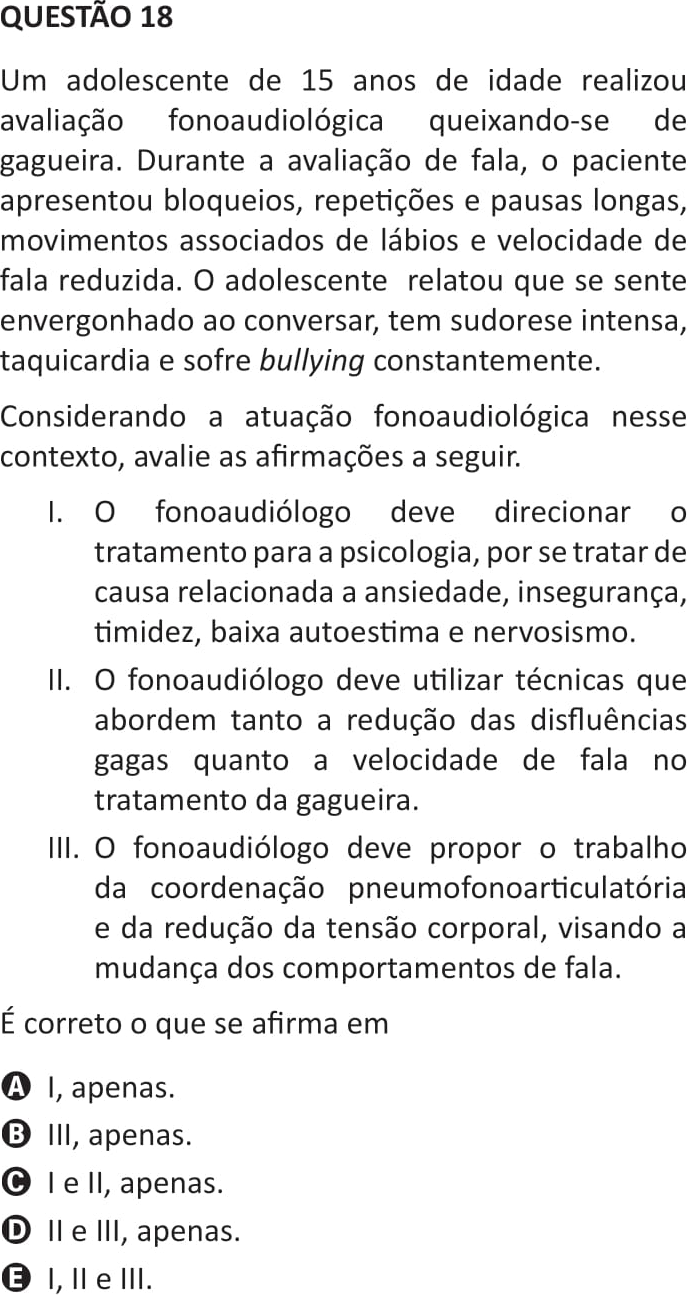 QUESTÃO 18
Um adolescente de 15 anos de idade realizou
avaliação fonoaudiológica queixando-se de
gagueira. Durante a avaliação de fala, o paciente
apresentou bloqueios, repetições e pausas longas,
movimentos associados de lábios e velocidade de
fala reduzida. O adolescente relatou que se sente
envergonhado ao conversar, tem sudorese intensa,
taquicardia e sofre bullying constantemente.
Considerando a atuação fonoaudiológica nesse
contexto, avalie as afirmações a seguir.
I. O fonoaudiólogo deve direcionar o
tratamento para a psicologia, por se tratar de
causa relacionada a ansiedade, insegurança,
timidez, baixa autoestima e nervosismo.
II. O fonoaudiólogo deve utilizar técnicas que
abordem tanto a redução das disfluências
gagas quanto a velocidade de fala no
tratamento da gagueira.
III. O fonoaudiólogo deve propor o trabalho
da coordenação pneumofonoarticulatória
e da redução da tensão corporal, visando a
mudança dos comportamentos de fala.
É correto o que se afirma em
A I, apenas.
B III, apenas.
C I e II, apenas.
D II e III, apenas.
E I, II e III.